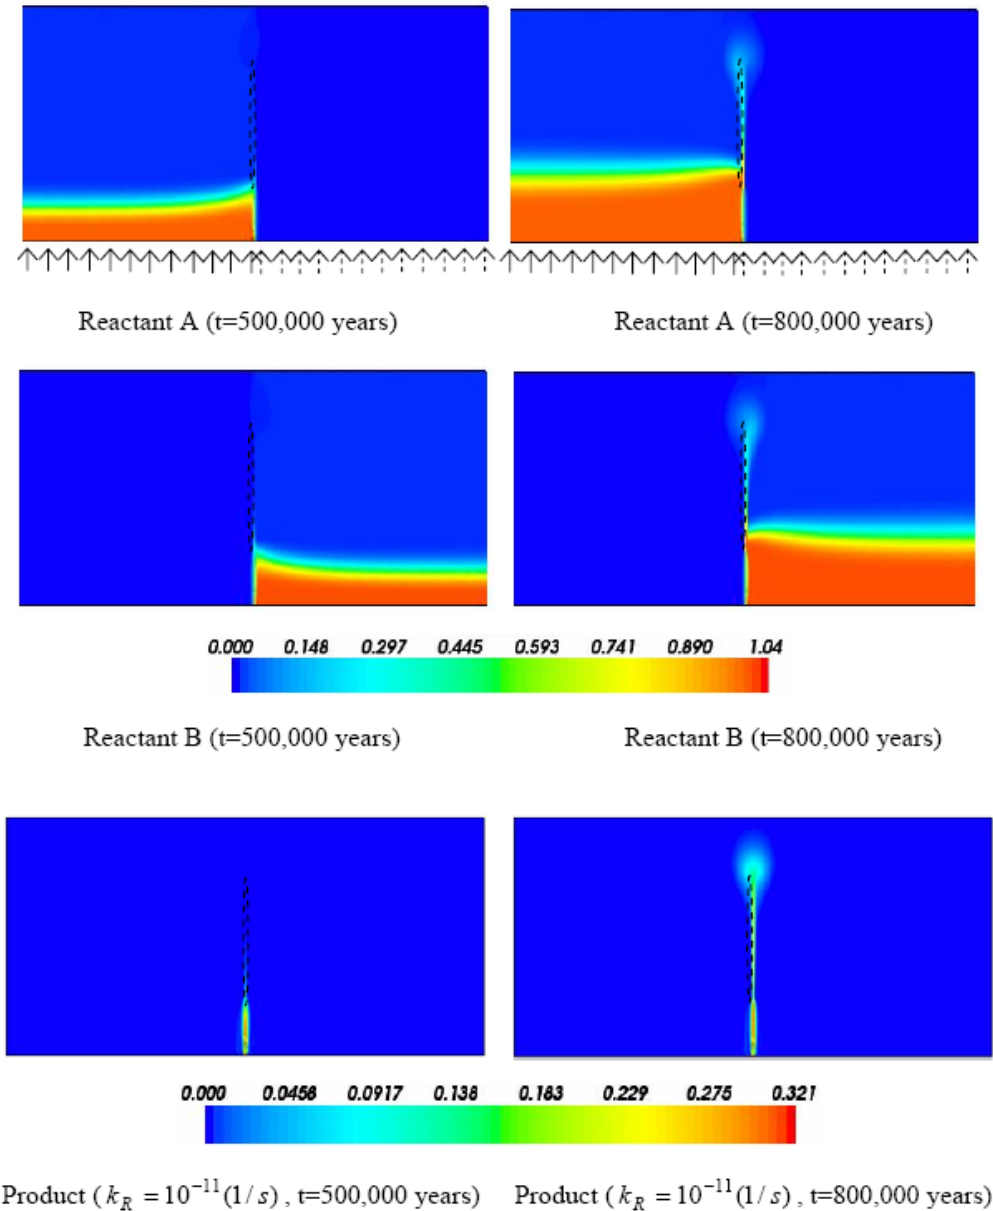 Reactant A (t=500,000 years) Reactant A (t=800,000 years)
0.000 0.148 0.297 0.445 0.593 0.741 0.890 1.04
Reactant B (t=500,000 years) Reactant B (t=800,000 years)
0.000 0.0458 0.0917 0.138 0.183 0.229 0.275 0.321
Product ( k_R = 10^{-11} (1/s) , t=500,000 years) Product ( k_R = 10^{-11} (1/s) , t=800,000 years)